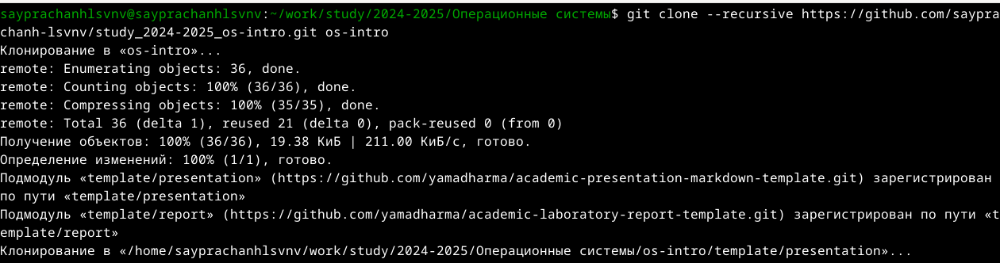 sayprachanhlsvnv@sayprachanhlsvnv:~/work/study/2024-2025/Операционные системы$ git clone --recursive https://github.com/saypra
chanh-lsvnv/study_2024-2025_os-intro.git os-intro
Клонирование в «os-intro»...
remote: Enumerating objects: 36, done.
remote: Counting objects: 100% (36/36), done.
remote: Compressing objects: 100% (35/35), done.
remote: Total 36 (delta 1), reused 21 (delta 0), pack-reused 0 (from 0)
Получение объектов: 100% (36/36), 19.38 КиБ | 211.00 КиБ/с, готово.
Определение изменений: 100% (1/1), готово.
Подмодуль «template/presentation» (https://github.com/yamadharma/academic-presentation-markdown-template.git) зарегистрирован
по пути «template/presentation»
Подмодуль «template/report» (https://github.com/yamadharma/academic-laboratory-report-template.git) зарегистрирован по пути «t
emplate/report»
Клонирование в «/home/sayprachanhlsvnv/work/study/2024-2025/Операционные системы/os-intro/template/presentation»...